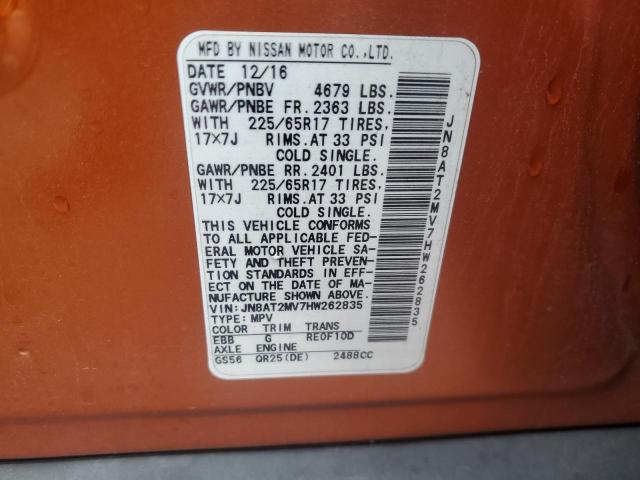 MFD BY NISSAN MOTOR CO.,LTD.
DATE 12/16
GVWR/PNBV 4679 LBS.
GAWR/PNBE FR. 2363 LBS.
WITH 225/65R17 TIRES,
17×7J RIMS.AT 33 PSI
COLD SINGLE.
GAWR/PNBE RR. 2401 LBS.
WITH 225/65R17 TIRES,
17×7J RIMS.AT 33 PSI
COLD SINGLE.
THIS VEHICLE CONFORMS
TO ALL APPLICABLE FED-
ERAL MOTOR VEHICLE SA-
FETY AND THEFT PREVEN-
TION STANDARDS IN EFF-
ECT ON THE DATE OF MA-
NUFACTURE SHOWN ABOVE.
VIN:JN8AT2MV7HW262835
TYPE:MPV
COLOR TRIM TRANS
EBB G RE0F10D
AXLE ENGINE
GS56 QR25(DE) 2488CC
JN8AT2MV7HW262835